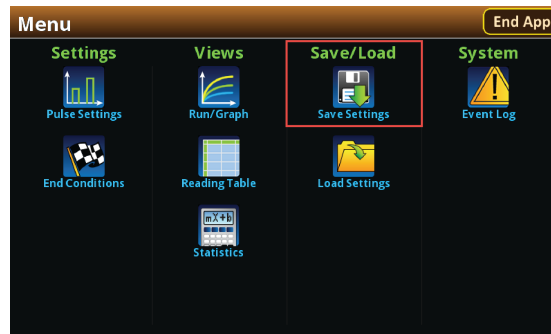 Menu
End App
Settings
Views
Save/Load
System
Pulse Settings
Run/Graph
Save Settings
Event Log
End Conditions
Reading Table
Load Settings
mX+b
Statistics